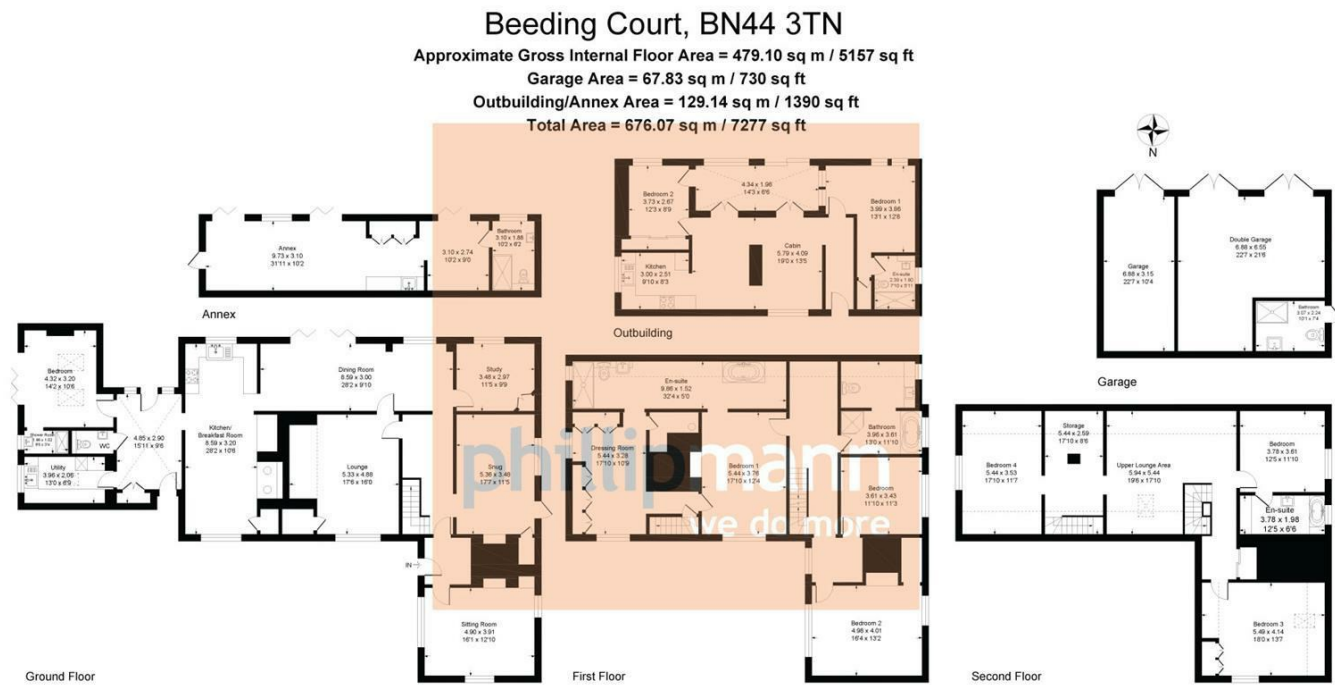 Beeding Court, BN44 3TN
Approximate Gross Internal Floor Area = 479.10 sq m / 5157 sq ft
Garage Area = 67.83 sq m / 730 sq ft
Outbuilding/Annex Area = 129.14 sq m / 1390 sq ft
Total Area = 676.07 sq m / 7277 sq ft
N
Annex
9.73 x 3.10
31'11 x 10'2
3.10 x 2.74
10'2 x 9'0
Bathroom
3.10 x 1.88
10'2 x 6'2
Annex
Bedroom 2
3.73 x 2.67
12'3 x 8'9
4.34 x 1.98
14'3 x 6'6
Bedroom 1
3.99 x 3.86
13'1 x 12'8
Kitchen
3.00 x 2.51
9'10 x 8'3
Cabin
5.79 x 4.09
19'0 x 13'5
En-suite
Outbuilding
Garage
6.88 x 3.15
22'7 x 10'4
Double Garage
6.88 x 6.55
22'7 x 21'6
Bathroom
3.07 x 2.24
10'1 x 7'4
Garage
Bedroom
4.32 x 3.20
14'2 x 10'6
WC
Utility
3.96 x 2.06
13'0 x 6'9
4.85 x 2.90
15'11 x 9'6
Kitchen/
Breakfast Room
8.59 x 3.20
28'2 x 10'6
Dining Room
8.59 x 3.00
28'2 x 9'10
Lounge
5.33 x 4.88
17'6 x 16'0
Study
3.48 x 2.97
11'5 x 9'9
Snug
5.36 x 3.48
17'7 x 11'5
IN
Sitting Room
4.90 x 3.91
16'1 x 12'10
Ground Floor
En-suite
9.86 x 1.52
32'4 x 5'0
Dressing Room
5.44 x 3.28
17'10 x 10'9
Bedroom 1
5.44 x 3.76
17'10 x 12'4
Bathroom
3.96 x 3.61
13'0 x 11'10
Bedroom
3.61 x 3.43
11'10 x 11'3
Bedroom 2
4.98 x 4.01
16'4 x 13'2
First Floor
phillipmann
we do more
Bedroom 4
5.44 x 3.53
17'10 x 11'7
Storage
5.44 x 2.59
17'10 x 8'6
Upper Lounge Area
5.94 x 5.44
19'6 x 17'10
Bedroom
3.78 x 3.61
12'5 x 11'10
En-suite
3.78 x 1.98
12'5 x 6'6
Bedroom 3
5.49 x 4.14
18'0 x 13'7
Second Floor